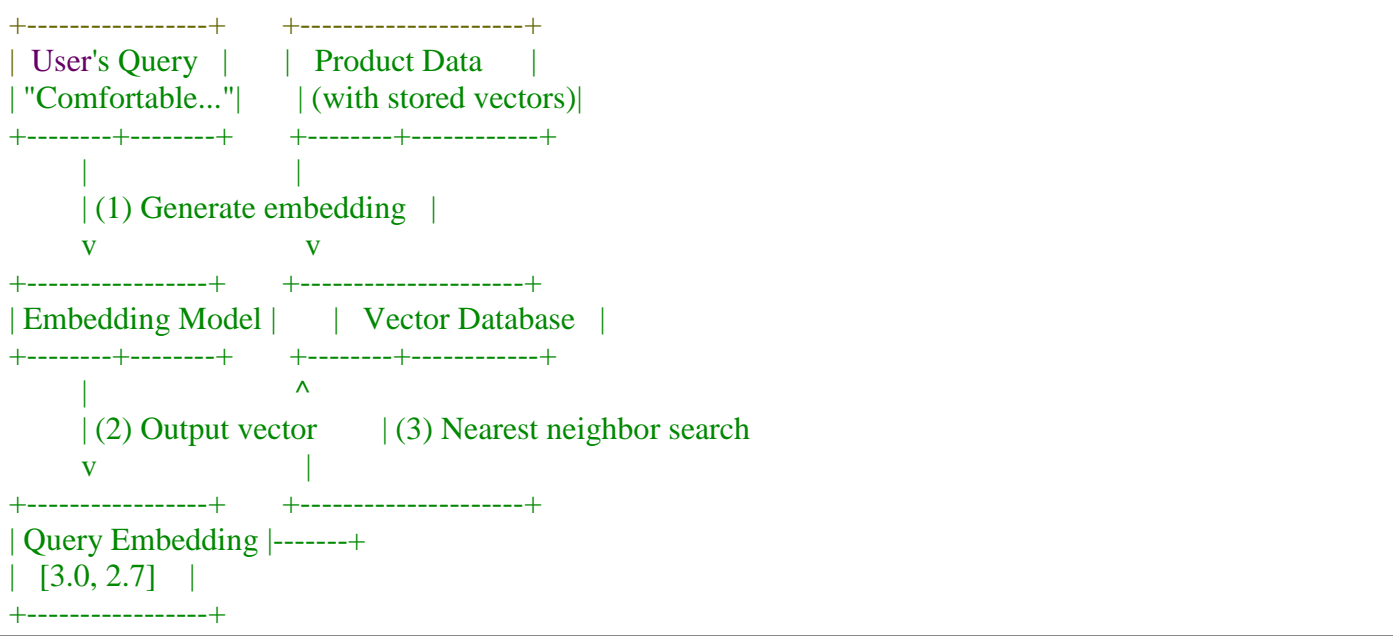 +-----------------+       +---------------------+
|  User's Query   |       |   Product Data      |
| "Comfortable..."|       | (with stored vectors)|
+--------+--------+       +--------+------------+
         |                         |
         | (1) Generate embedding   |
         v                         v
+-----------------+       +---------------------+
| Embedding Model |       |   Vector Database   |
+--------+--------+       +--------+------------+
         |                         ^
         | (2) Output vector        | (3) Nearest neighbor search
         v                         |
+-----------------+       +---------------------+
| Query Embedding |-------+
|   [3.0, 2.7]    |
+-----------------+